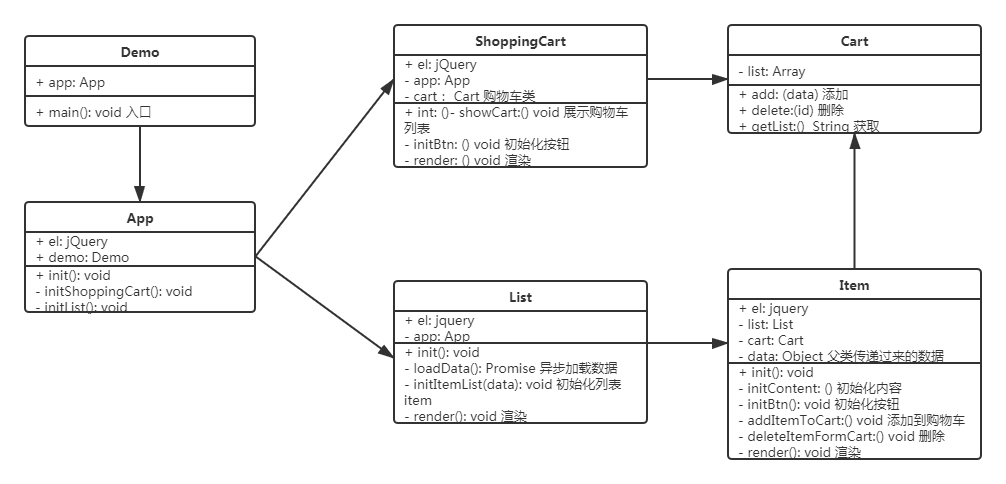 Demo
+ app: App
+ main(): void 入口
App
+ el: jQuery
+ demo: Demo
+ init(): void
- initShoppingCart(): void
- initList(): void
ShoppingCart
+ el: jQuery
- app: App
- cart： Cart 购物车类
+ int: ()- showCart:() void 展示购物车
列表
- initBtn: () void 初始化按钮
- render: () void 渲染
List
+ el: jquery
- app: App
+ init(): void
- loadData(): Promise 异步加载数据
- initItemList(data): void 初始化列表
item
- render(): void 渲染
Cart
- list: Array
+ add: (data) 添加
+ delete:(id) 删除
+ getList:() String 获取
Item
+ el: jquery
- list: List
- cart: Cart
- data: Object 父类传递过来的数据
+ init(): void
- initContent: () 初始化内容
- initBtn(): void 初始化按钮
- addItemToCart:() void 添加到购物车
- deleteItemFormCart:() void 删除
- render(): void 渲染